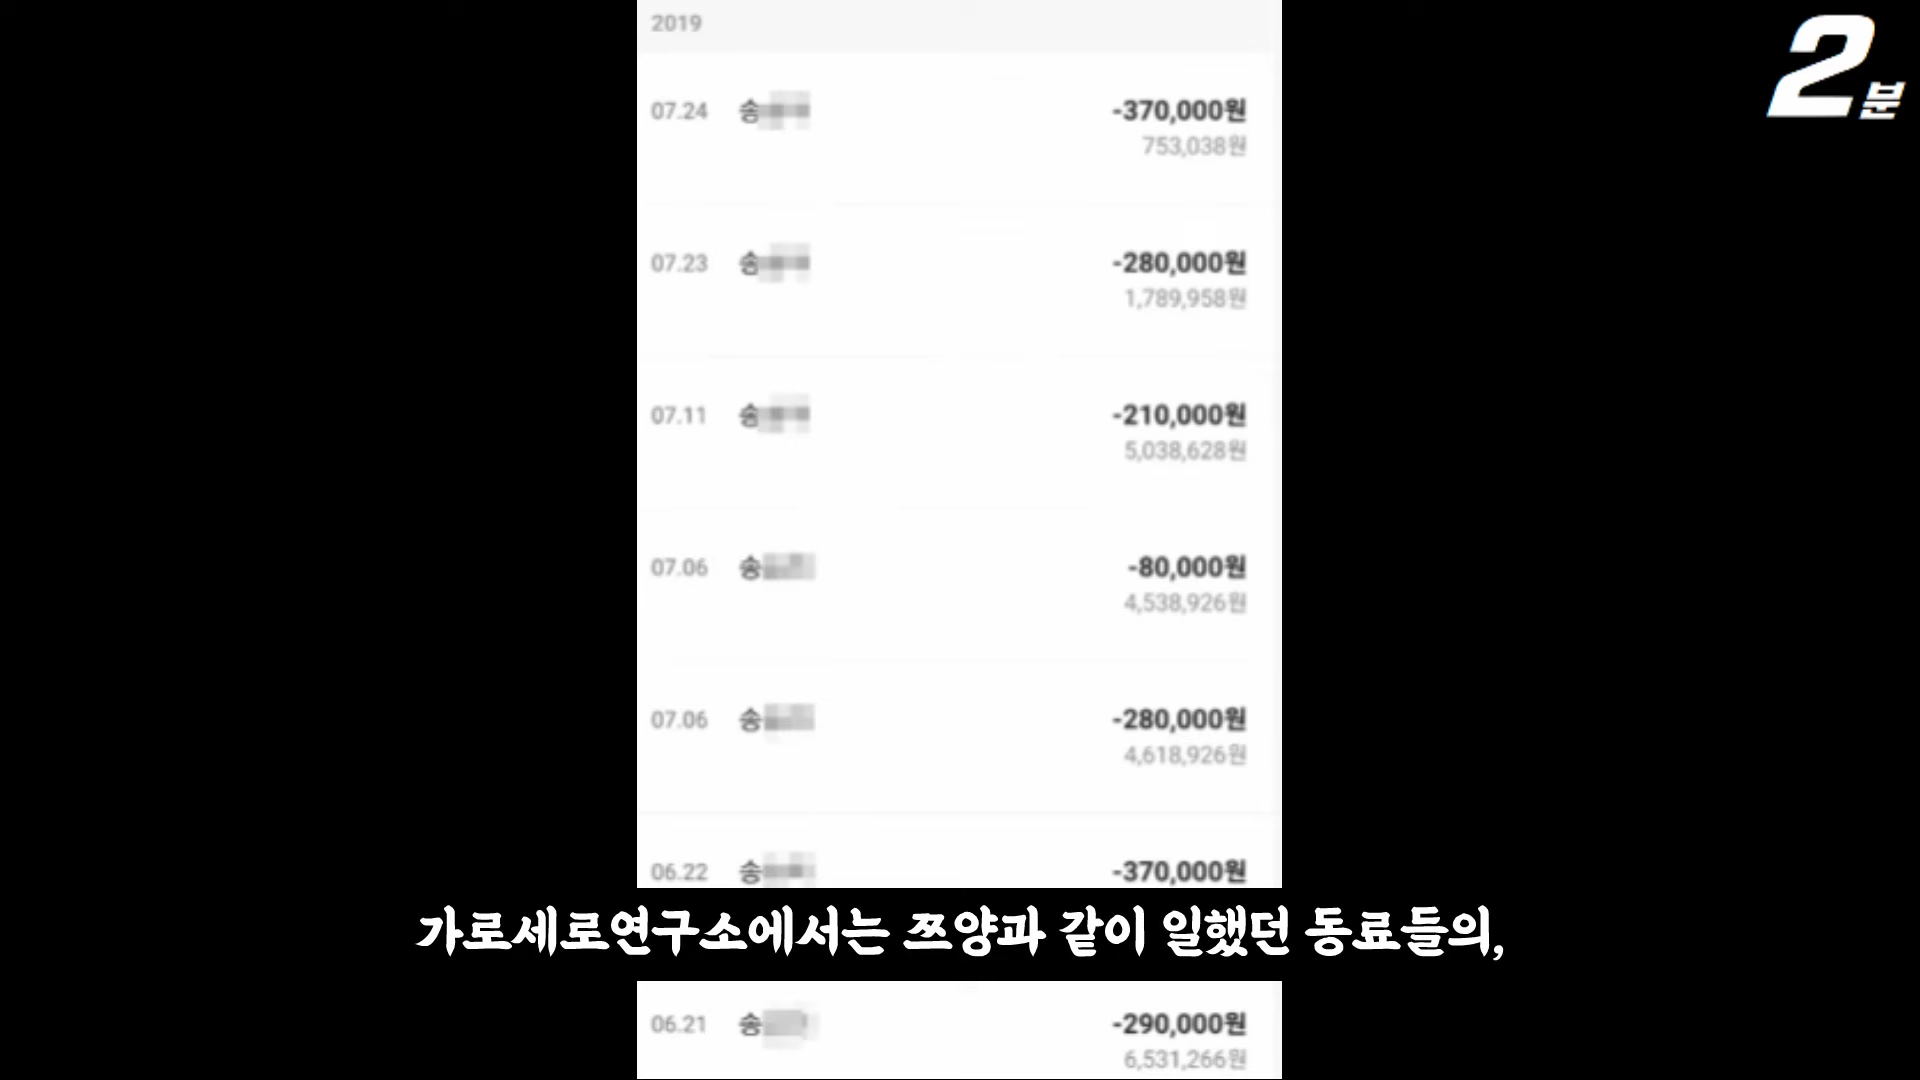 2019
2분
07.24 송 -370,000원
753,038원
07.23 송 -280,000원
1,789,958원
07.11 송 -210,000원
5,038,628원
07.06 송 -80,000원
4,538,926원
07.06 송 -280,000원
4,618,926원
06.22 송 -370,000원
가로세로연구소에서는 쯔양과 같이 일했던 동료들의,
06.21 송 -290,000원
6,531,266원